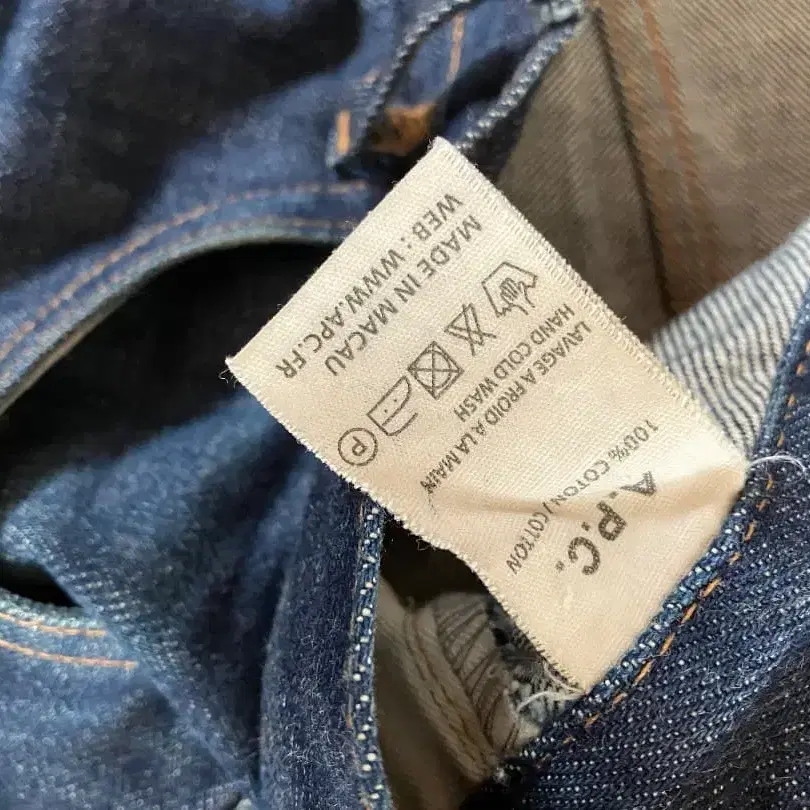 A.P.C.
100% COTON / COTTON
LAVAGE A FROID A LA MAIN
HAND COLD WASH
P
MADE IN MACAU
WEB : WWW.APC.FR